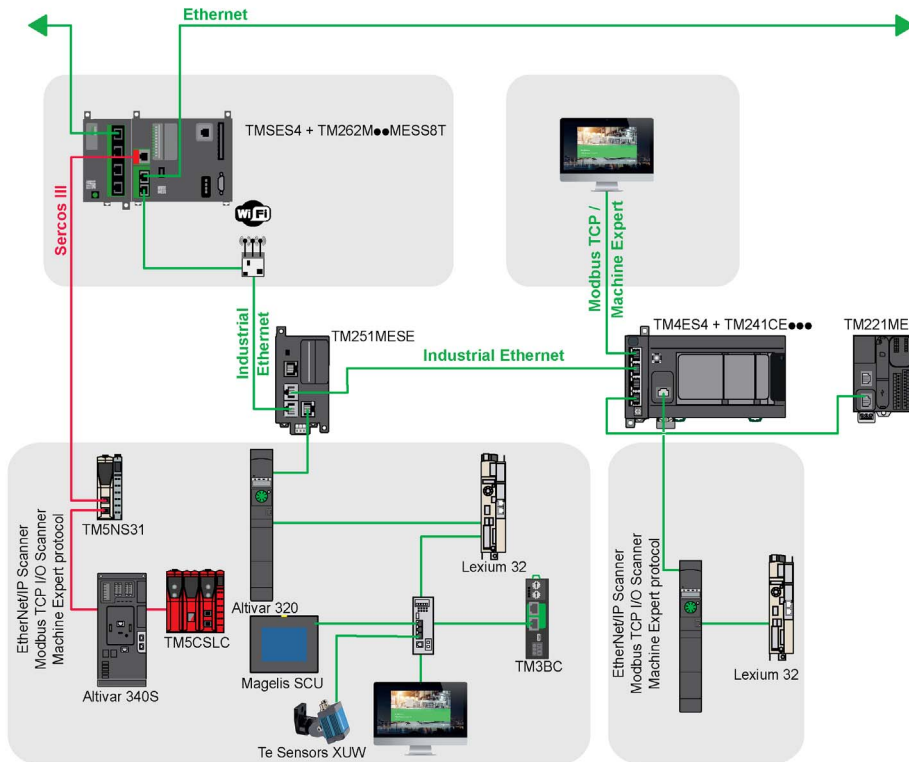 Ethernet
TMSES4 + TM262M●●MESS8T
WiFi
Sercos III
Modbus TCP /
Machine Expert
Industrial
Ethernet
TM251MESE
Industrial Ethernet
TM4ES4 + TM241CE●●●
TM221ME
EtherNet/IP Scanner
Modbus TCP I/O Scanner
Machine Expert protocol
TM5NS31
Altivar 340S
TM5CSLC
Altivar 320
Lexium 32
Magelis SCU
TM3BC
Te Sensors XUW
EtherNet/IP Scanner
Modbus TCP I/O Scanner
Machine Expert protocol
Lexium 32